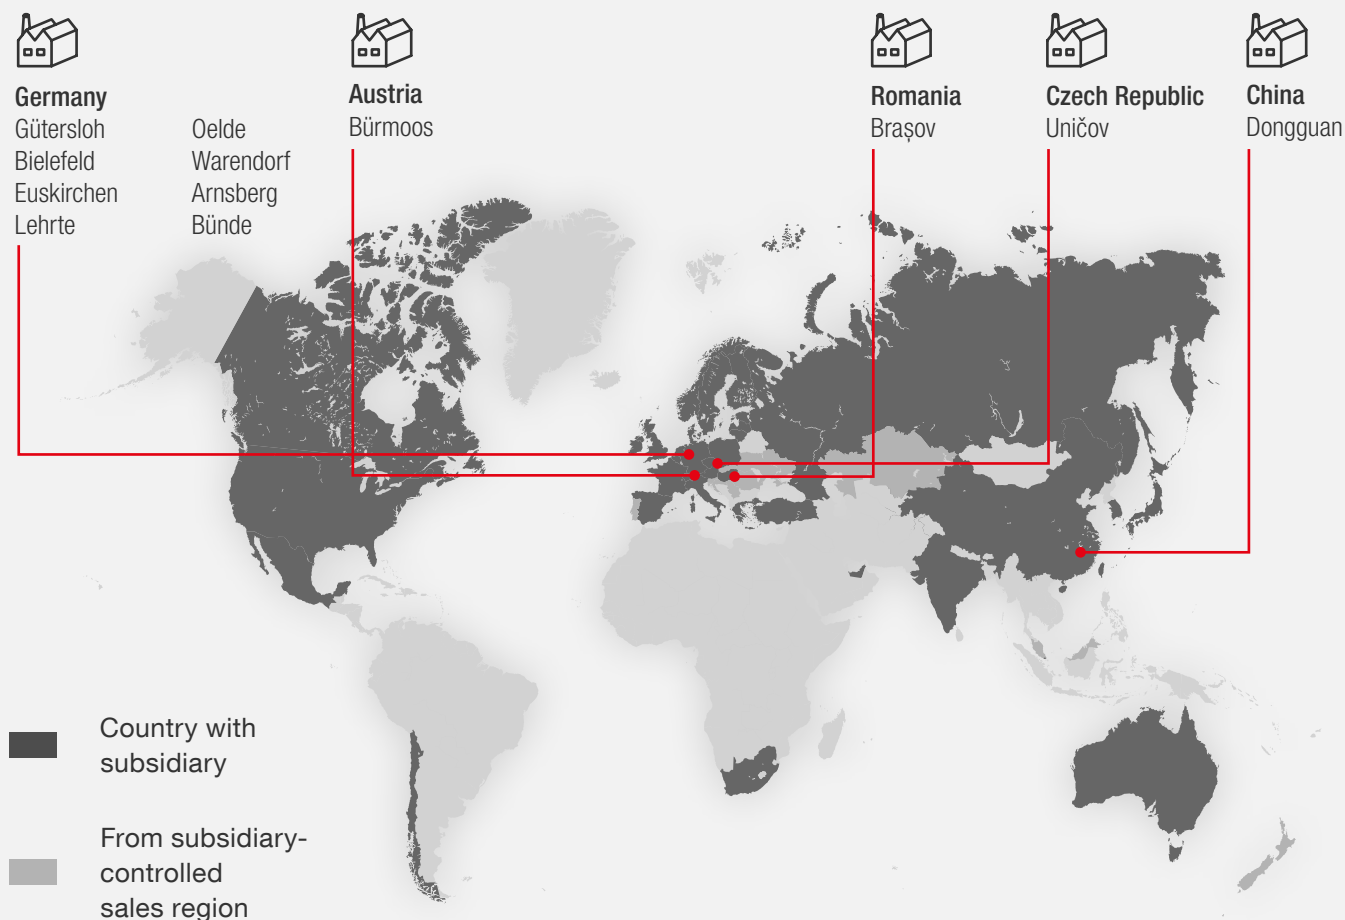 Germany
Gütersloh
Bielefeld
Euskirchen
Lehrte
Oelde
Warendorf
Arnsberg
Bünde
Austria
Bürmoos
Romania
Brașov
Czech Republic
Uničov
China
Dongguan
Country with
subsidiary
From subsidiary-
controlled
sales region